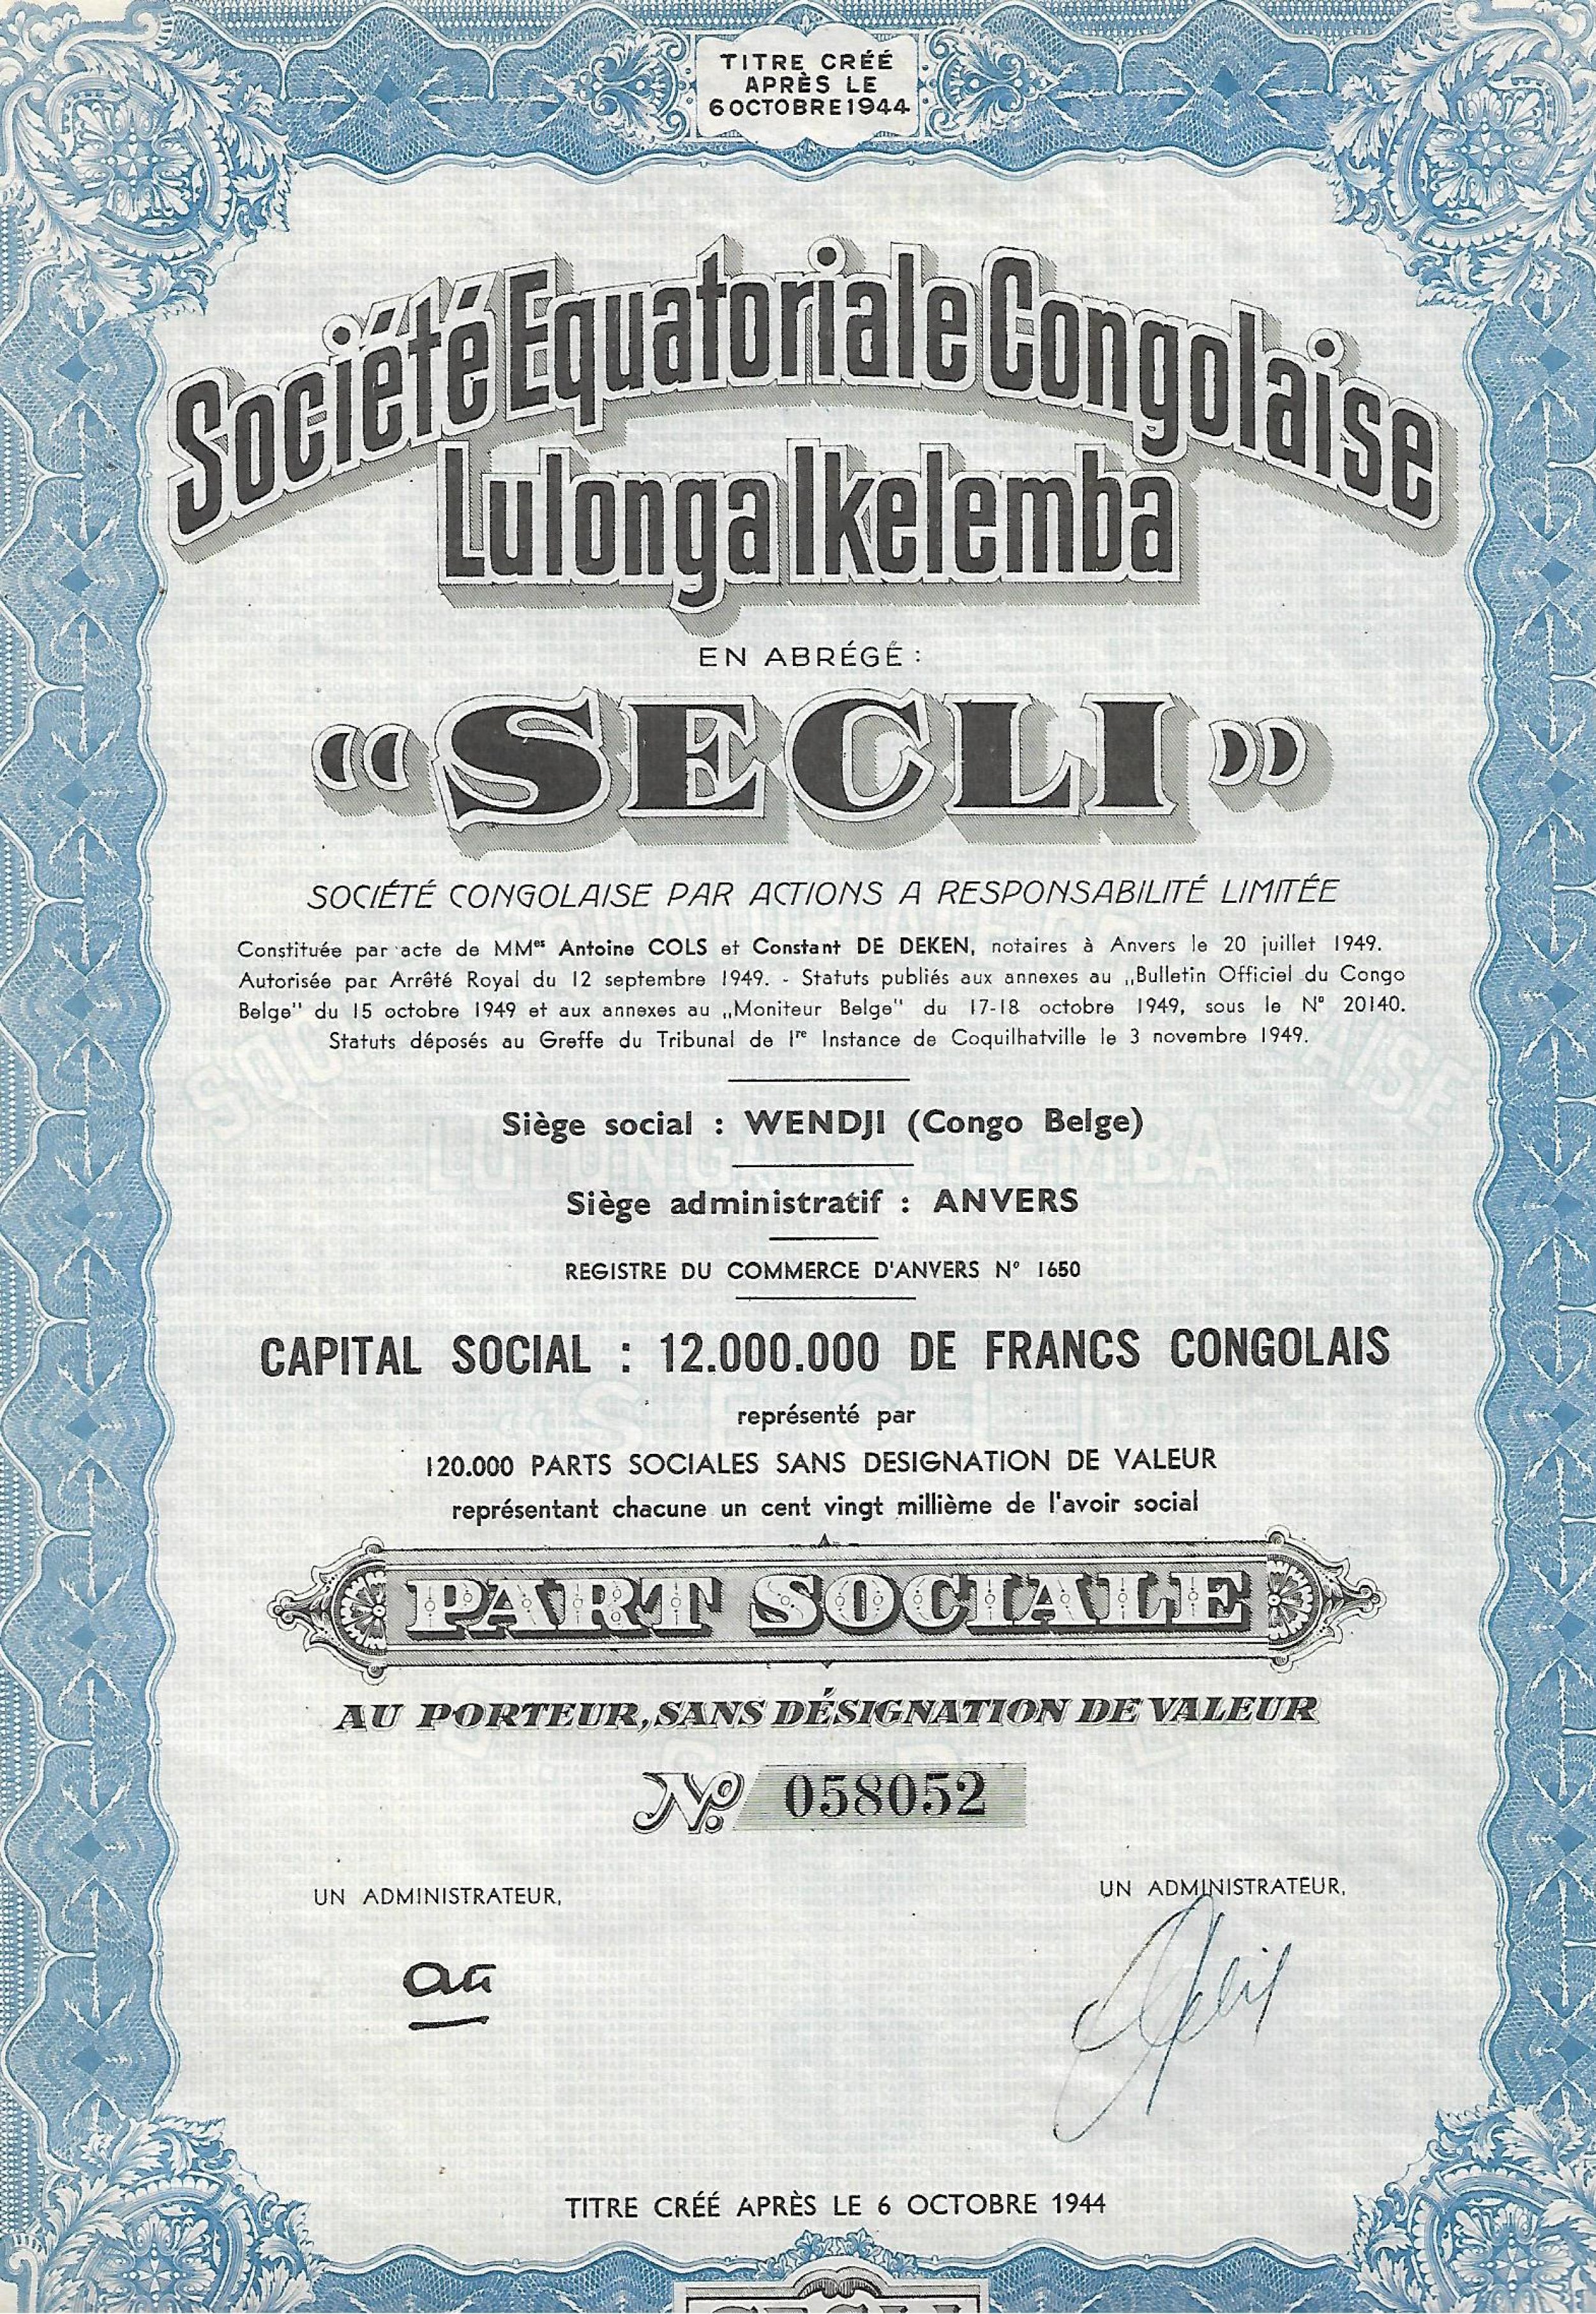 TITRE CRÉÉ
APRÈS LE
6 OCTOBRE 1944
Société Equatoriale Congolaise
Lulonga Ikelemba
EN ABRÉGÉ :
«SECLI»
SOCIÉTÉ CONGOLAISE PAR ACTIONS A RESPONSABILITÉ LIMITÉE
Constituée par acte de MMes Antoine COLS et Constant DE DEKEN, notaires à Anvers le 20 juillet 1949.
Autorisée par Arrêté Royal du 12 septembre 1949. - Statuts publiés aux annexes au „Bulletin Officiel du Congo
Belge" du 15 octobre 1949 et aux annexes au „Moniteur Belge" du 17-18 octobre 1949, sous le N° 20140.
Statuts déposés au Greffe du Tribunal de 1re Instance de Coquilhatville le 3 novembre 1949.
Siège social : WENDJI (Congo Belge)
Siège administratif : ANVERS
REGISTRE DU COMMERCE D'ANVERS N° 1650
CAPITAL SOCIAL : 12.000.000 DE FRANCS CONGOLAIS
représenté par
120.000 PARTS SOCIALES SANS DESIGNATION DE VALEUR
représentant chacune un cent vingt millième de l'avoir social
PART SOCIALE
AU PORTEUR, SANS DÉSIGNATION DE VALEUR
No. 058052
UN ADMINISTRATEUR,
UN ADMINISTRATEUR,
TITRE CRÉÉ APRÈS LE 6 OCTOBRE 1944